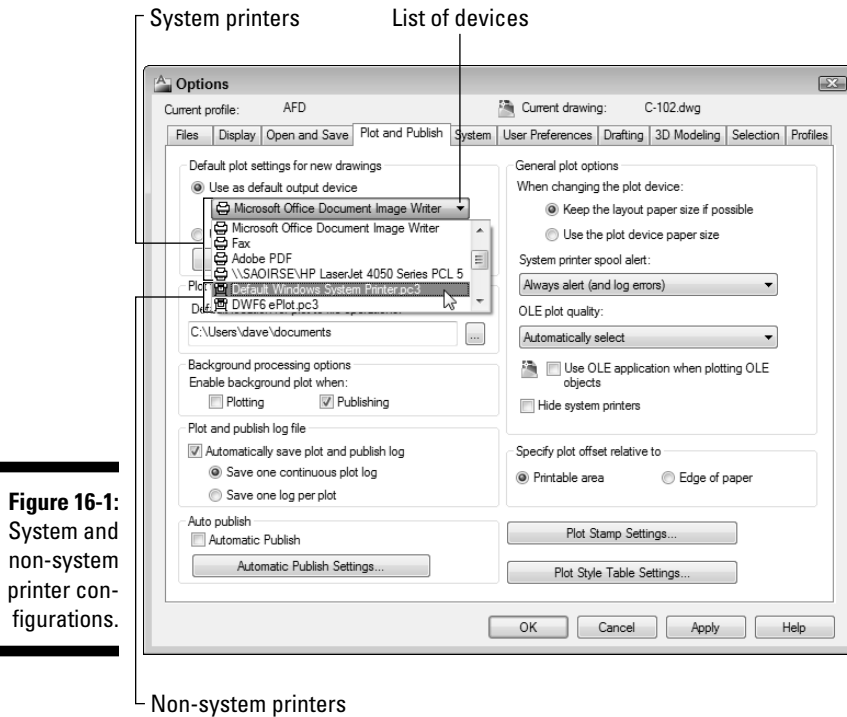 System printers
List of devices
Options
Current profile: AFD
Current drawing: C-102.dwg
Files Display Open and Save Plot and Publish System User Preferences Drafting 3D Modeling Selection Profiles
Default plot settings for new drawings
Use as default output device
Microsoft Office Document Image Writer
Microsoft Office Document Image Writer
Fax
Adobe PDF
\\SAOIRSE\HP LaserJet 4050 Series PCL 5
Default Windows System Printer.pc3
DWF6 ePlot.pc3
C:\Users\dave\documents
...
Background processing options
Enable background plot when:
Plotting Publishing
Plot and publish log file
Automatically save plot and publish log
Save one continuous plot log
Save one log per plot
Auto publish
Automatic Publish
Automatic Publish Settings...
General plot options
When changing the plot device:
Keep the layout paper size if possible
Use the plot device paper size
System printer spool alert:
Always alert (and log errors)
OLE plot quality:
Automatically select
Use OLE application when plotting OLE
objects
Hide system printers
Specify plot offset relative to
Printable area Edge of paper
Plot Stamp Settings...
Plot Style Table Settings...
OK Cancel Apply Help
Figure 16-1:
System and
non-system
printer con-
figurations.
Non-system printers